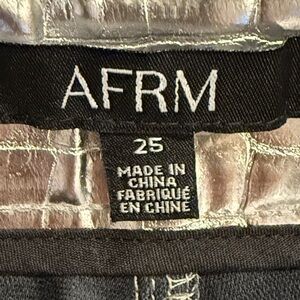 AFRM
25
MADE IN
CHINA
FABRIQUÉ
EN CHINE